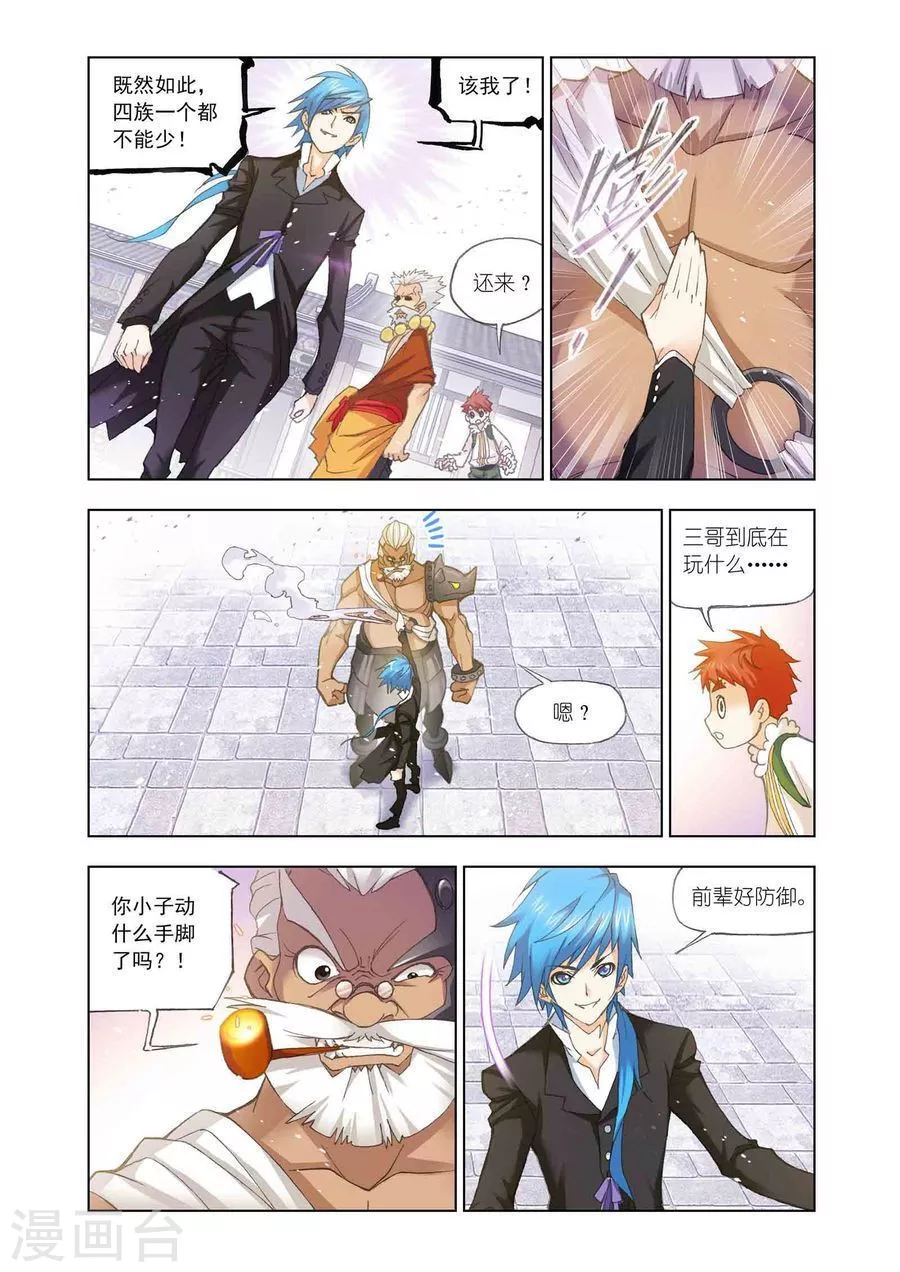 既然如此，
四族一个都
不能少！
该我了！
还来？
嗯？
三哥到底在
玩什么……
你小子动
什么手脚
了吗？！
前辈好防御。
漫画台